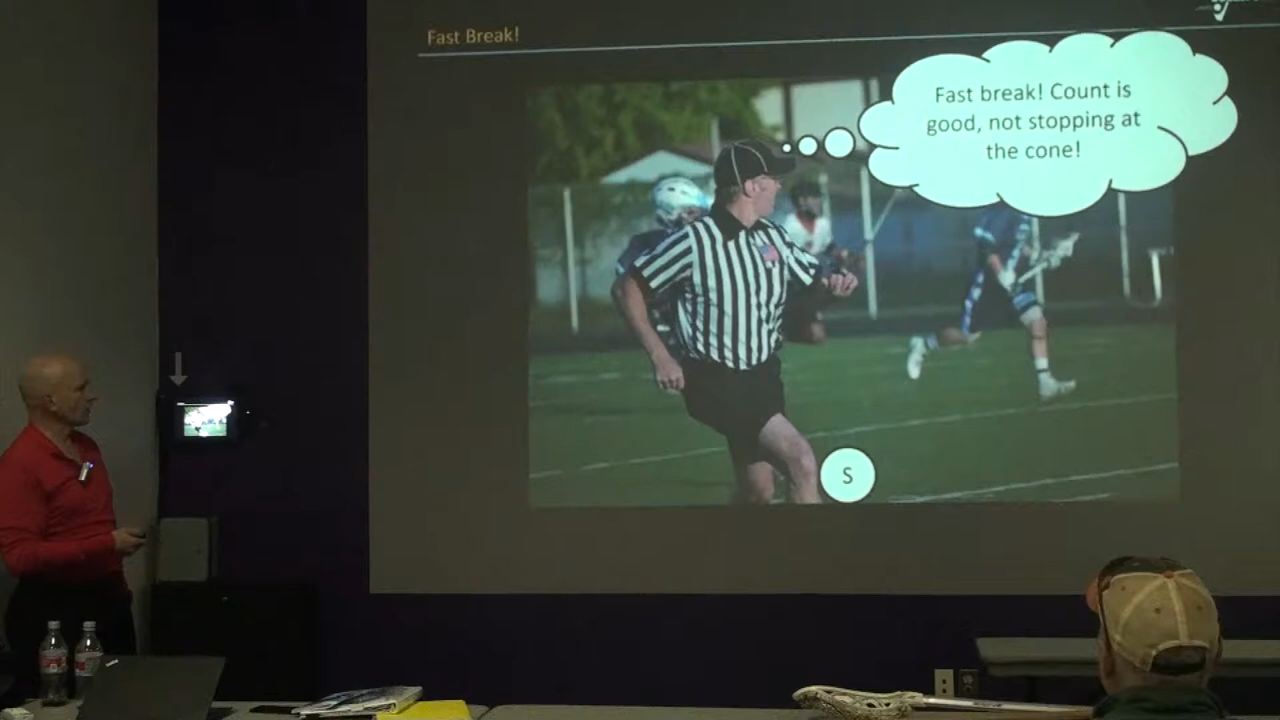 Fast Break!
Fast break! Count is
good, not stopping at
the cone!
S